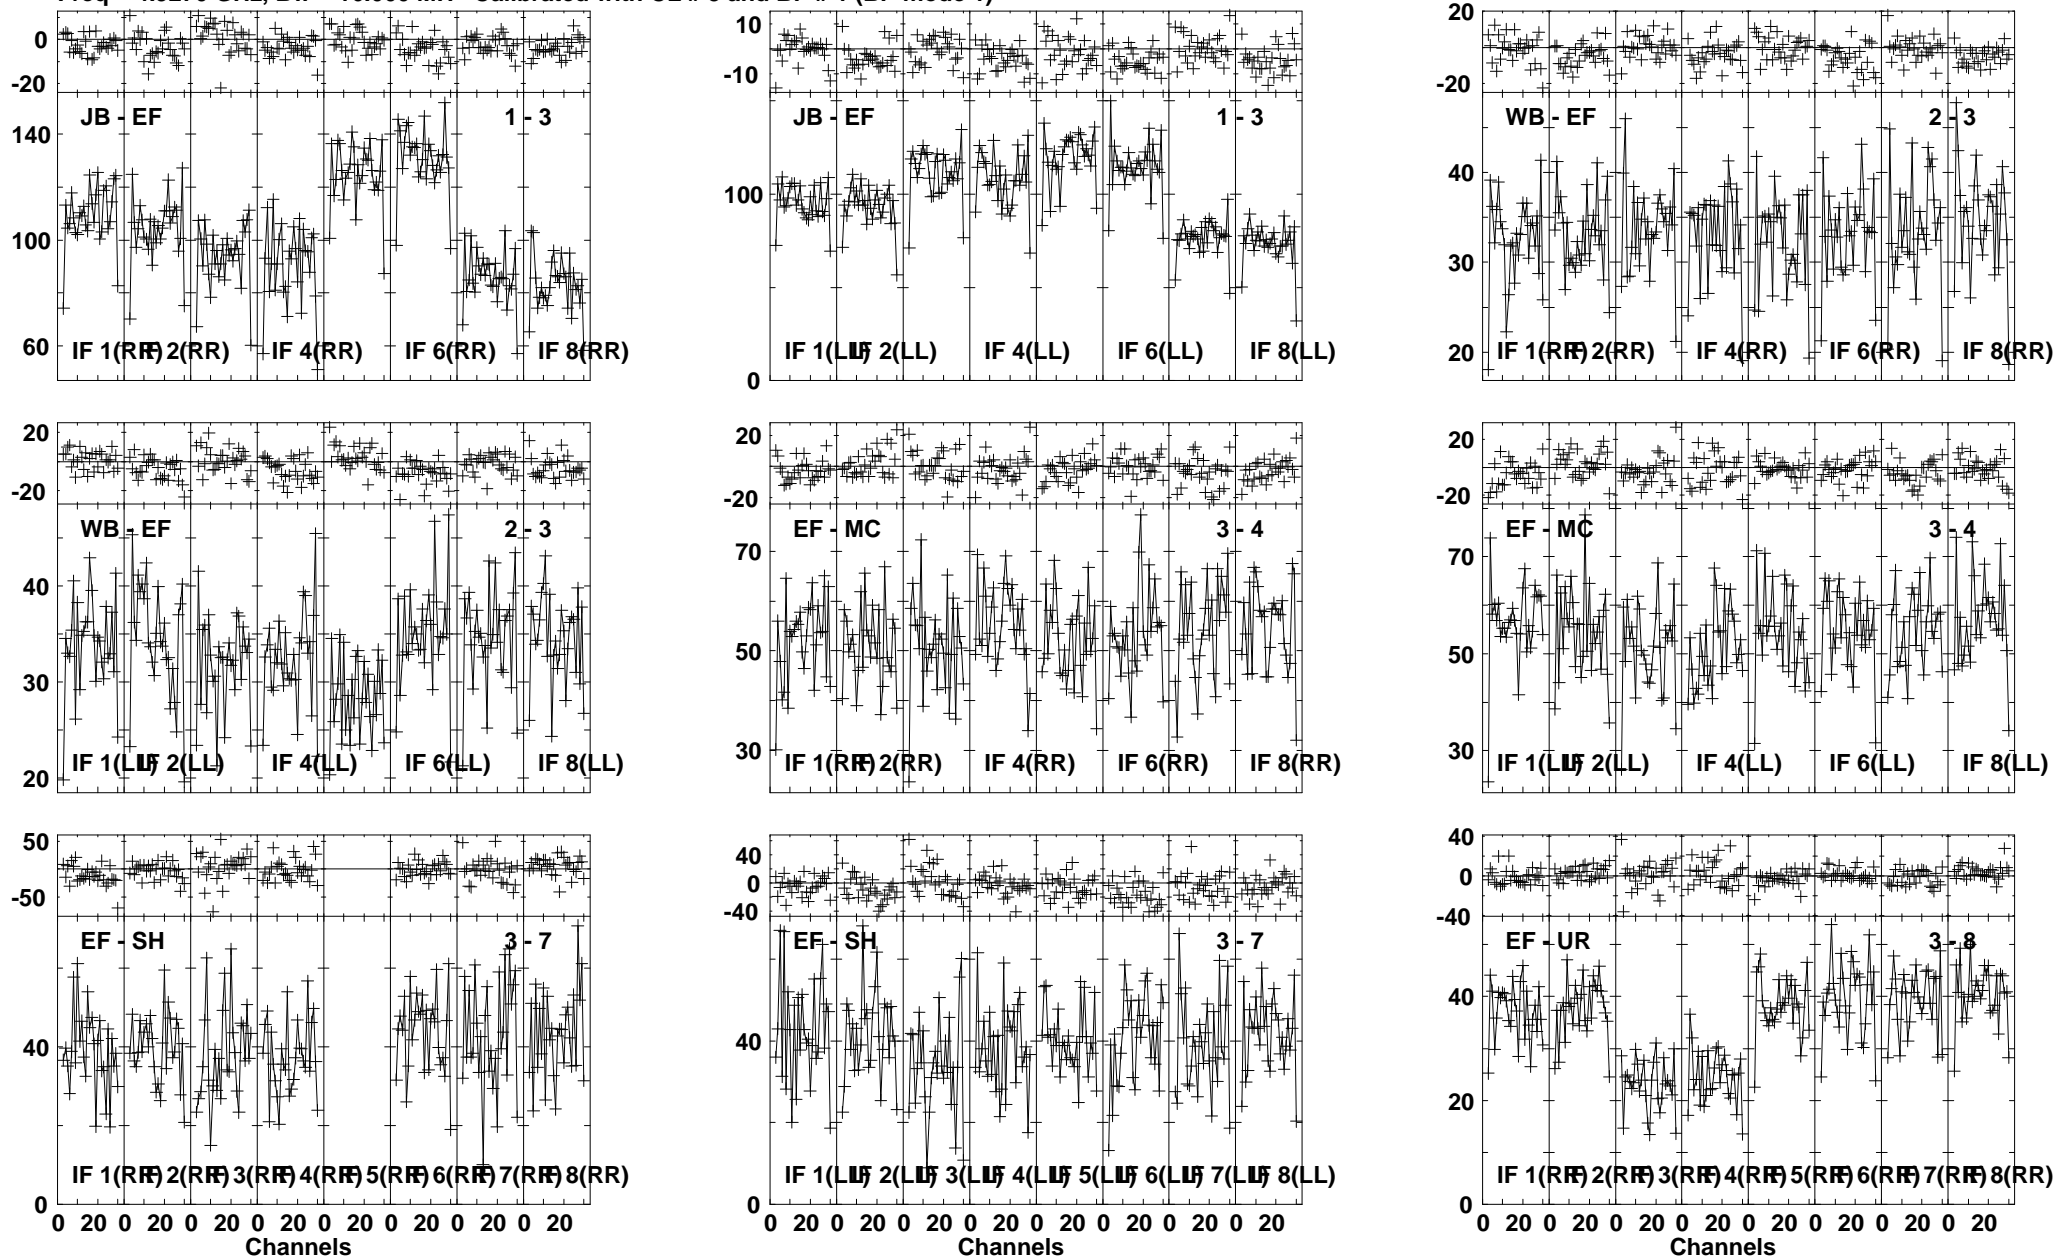 0
-20
JB - EF
1 - 3
140
100
60
IF 1(RR)
IF 2(RR)
IF 4(RR)
IF 6(RR)
IF 8(RR)
10
-10
JB - EF
1 - 3
100
0
IF 1(LL)
IF 2(LL)
IF 4(LL)
IF 6(LL)
IF 8(LL)
20
-20
WB - EF
2 - 3
40
30
20
IF 1(RR)
IF 2(RR)
IF 4(RR)
IF 6(RR)
IF 8(RR)
20
-20
WB - EF
2 - 3
40
30
20
IF 1(LL)
IF 2(LL)
IF 4(LL)
IF 6(LL)
IF 8(LL)
20
-20
EF - MC
3 - 4
70
50
30
IF 1(RR)
IF 2(RR)
IF 4(RR)
IF 6(RR)
IF 8(RR)
20
-20
EF - MC
3 - 4
70
50
30
IF 1(LL)
IF 2(LL)
IF 4(LL)
IF 6(LL)
IF 8(LL)
50
-50
EF - SH
3 - 7
40
0
IF 1(RR)
IF 2(RR)
IF 3(RR)
IF 4(RR)
IF 5(RR)
IF 6(RR)
IF 7(RR)
IF 8(RR)
0 20 0 20 0 20 0 20 0 20 0 20 0 20 0 20
Channels
40
0
-40
EF - SH
3 - 7
40
0
IF 1(LL)
IF 2(LL)
IF 3(LL)
IF 4(LL)
IF 5(LL)
IF 6(LL)
IF 7(LL)
IF 8(LL)
0 20 0 20 0 20 0 20 0 20 0 20 0 20 0 20
Channels
40
0
-40
EF - UR
3 - 8
40
20
0
IF 1(RR)
IF 2(RR)
IF 3(RR)
IF 4(RR)
IF 5(RR)
IF 6(RR)
IF 7(RR)
IF 8(RR)
0 20 0 20 0 20 0 20 0 20 0 20 0 20 0 20
Channels